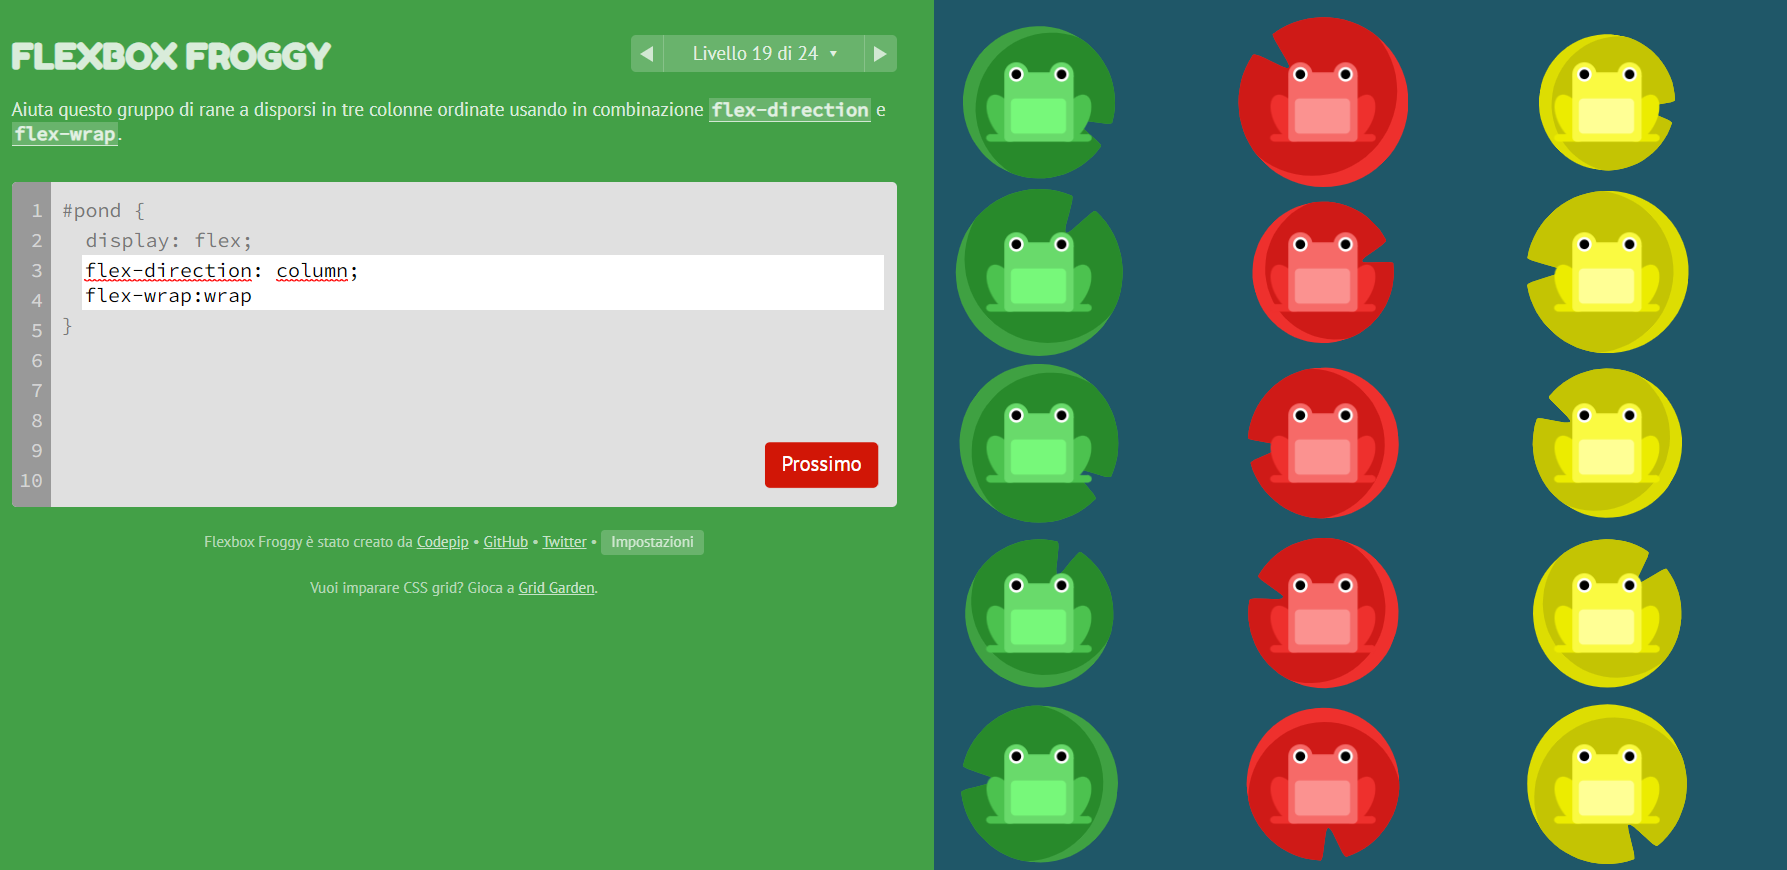 FLEXBOX FROGGY
Livello 19 di 24
Aiuta questo gruppo di rane a disporsi in tre colonne ordinate usando in combinazione flex-direction e
flex-wrap.
1 #pond {
2 display: flex;
3 flex-direction: column;
4 flex-wrap:wrap
5 }
6
7
8
9
10
Prossimo
Flexbox Froggy è stato creato da Codepip • GitHub • Twitter • Impostazioni
Vuoi imparare CSS grid? Gioca a Grid Garden.